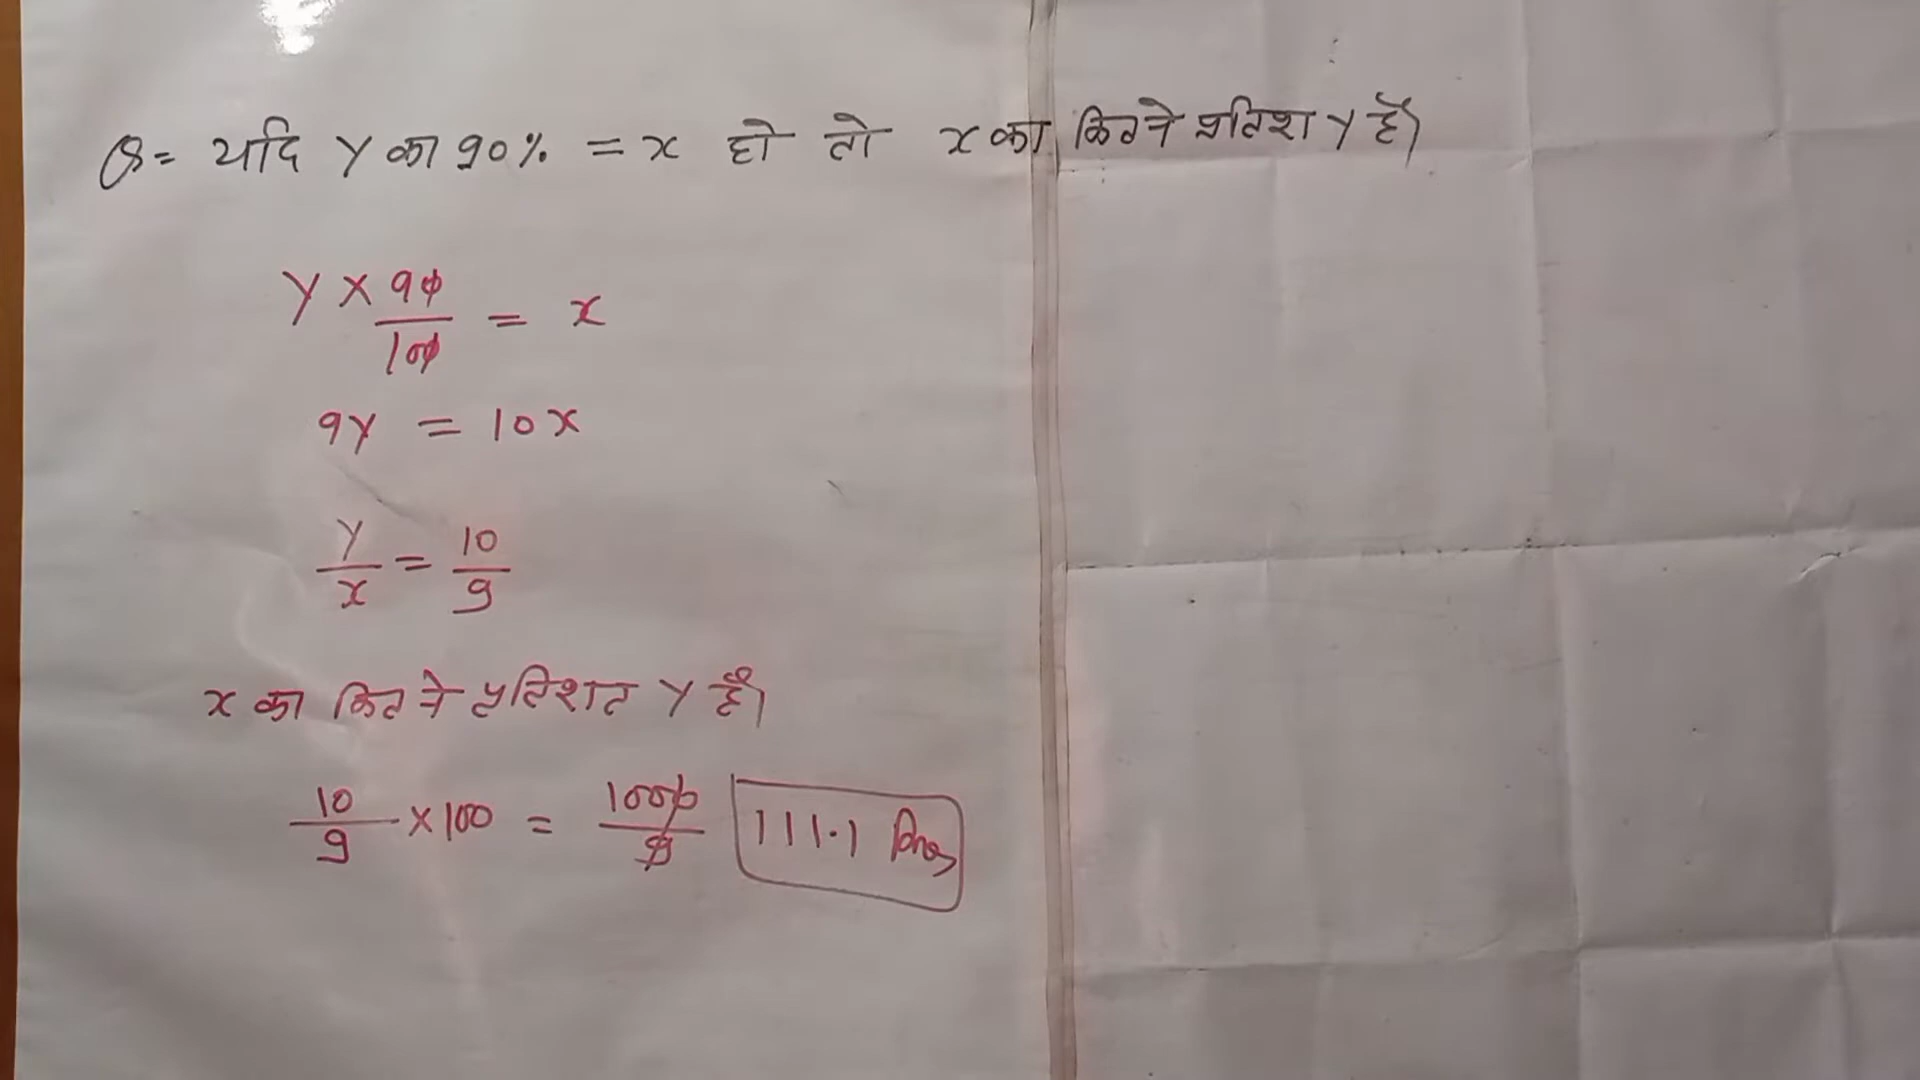 Q= यदि Y का 90% = x हो तो x का कितने प्रतिश Y है।
Y × 90/100 = x
9Y = 10x
Y/x = 10/9
x का कितने प्रतिशत Y है।
10/9 × 100 = 1000/9 111.1 Ans